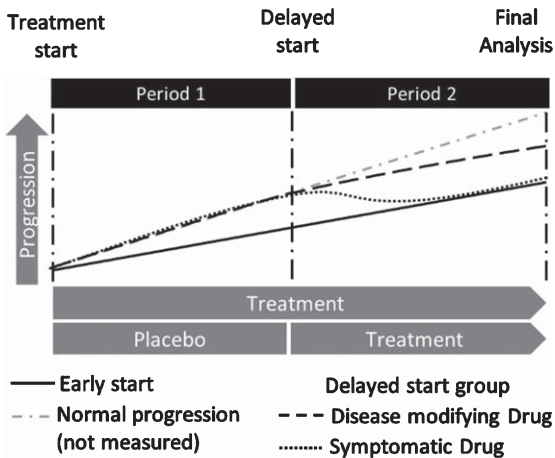 Treatment start
Delayed start
Final Analysis
Period 1
Period 2
Progression
Treatment
Placebo
Treatment
Early start
Normal progression
(not measured)
Delayed start group
Disease modifying Drug
Symptomatic Drug